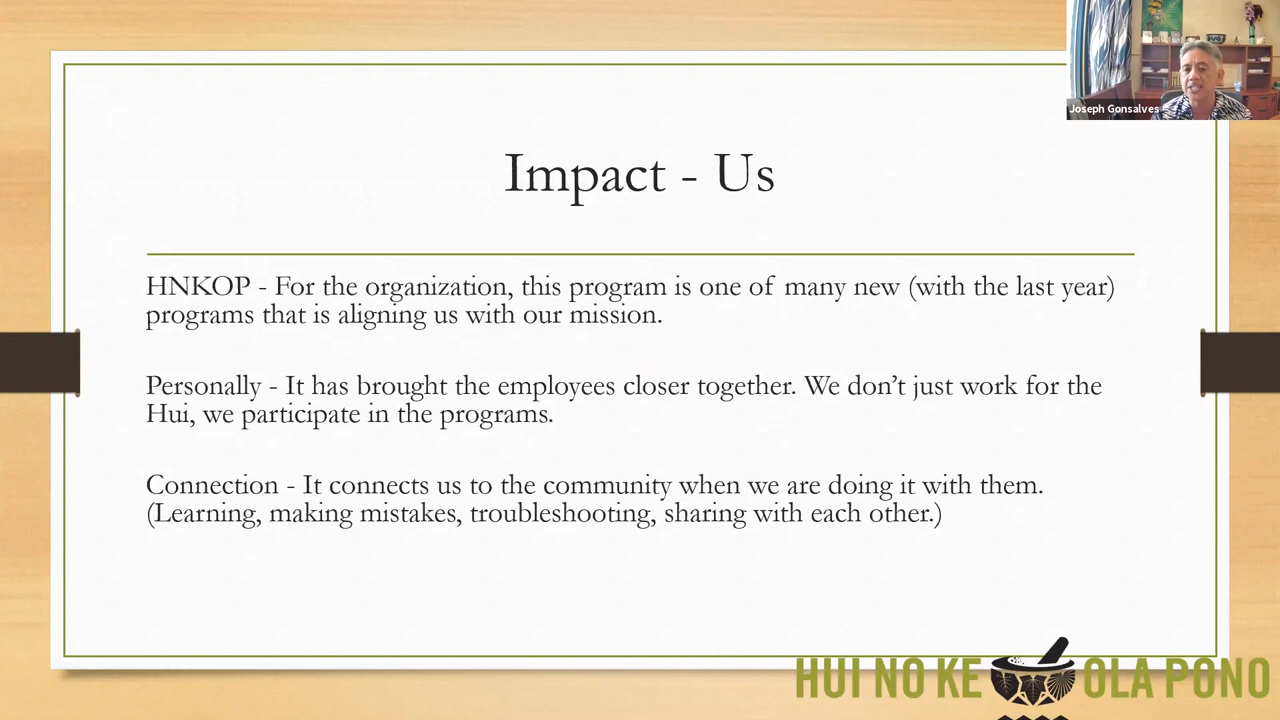 Joseph Gonsalves
Impact - Us
HNKOP - For the organization, this program is one of many new (with the last year)
programs that is aligning us with our mission.
Personally - It has brought the employees closer together. We don’t just work for the
Hui, we participate in the programs.
Connection - It connects us to the community when we are doing it with them.
(Learning, making mistakes, troubleshooting, sharing with each other.)
HUI NO KE OLA PONO